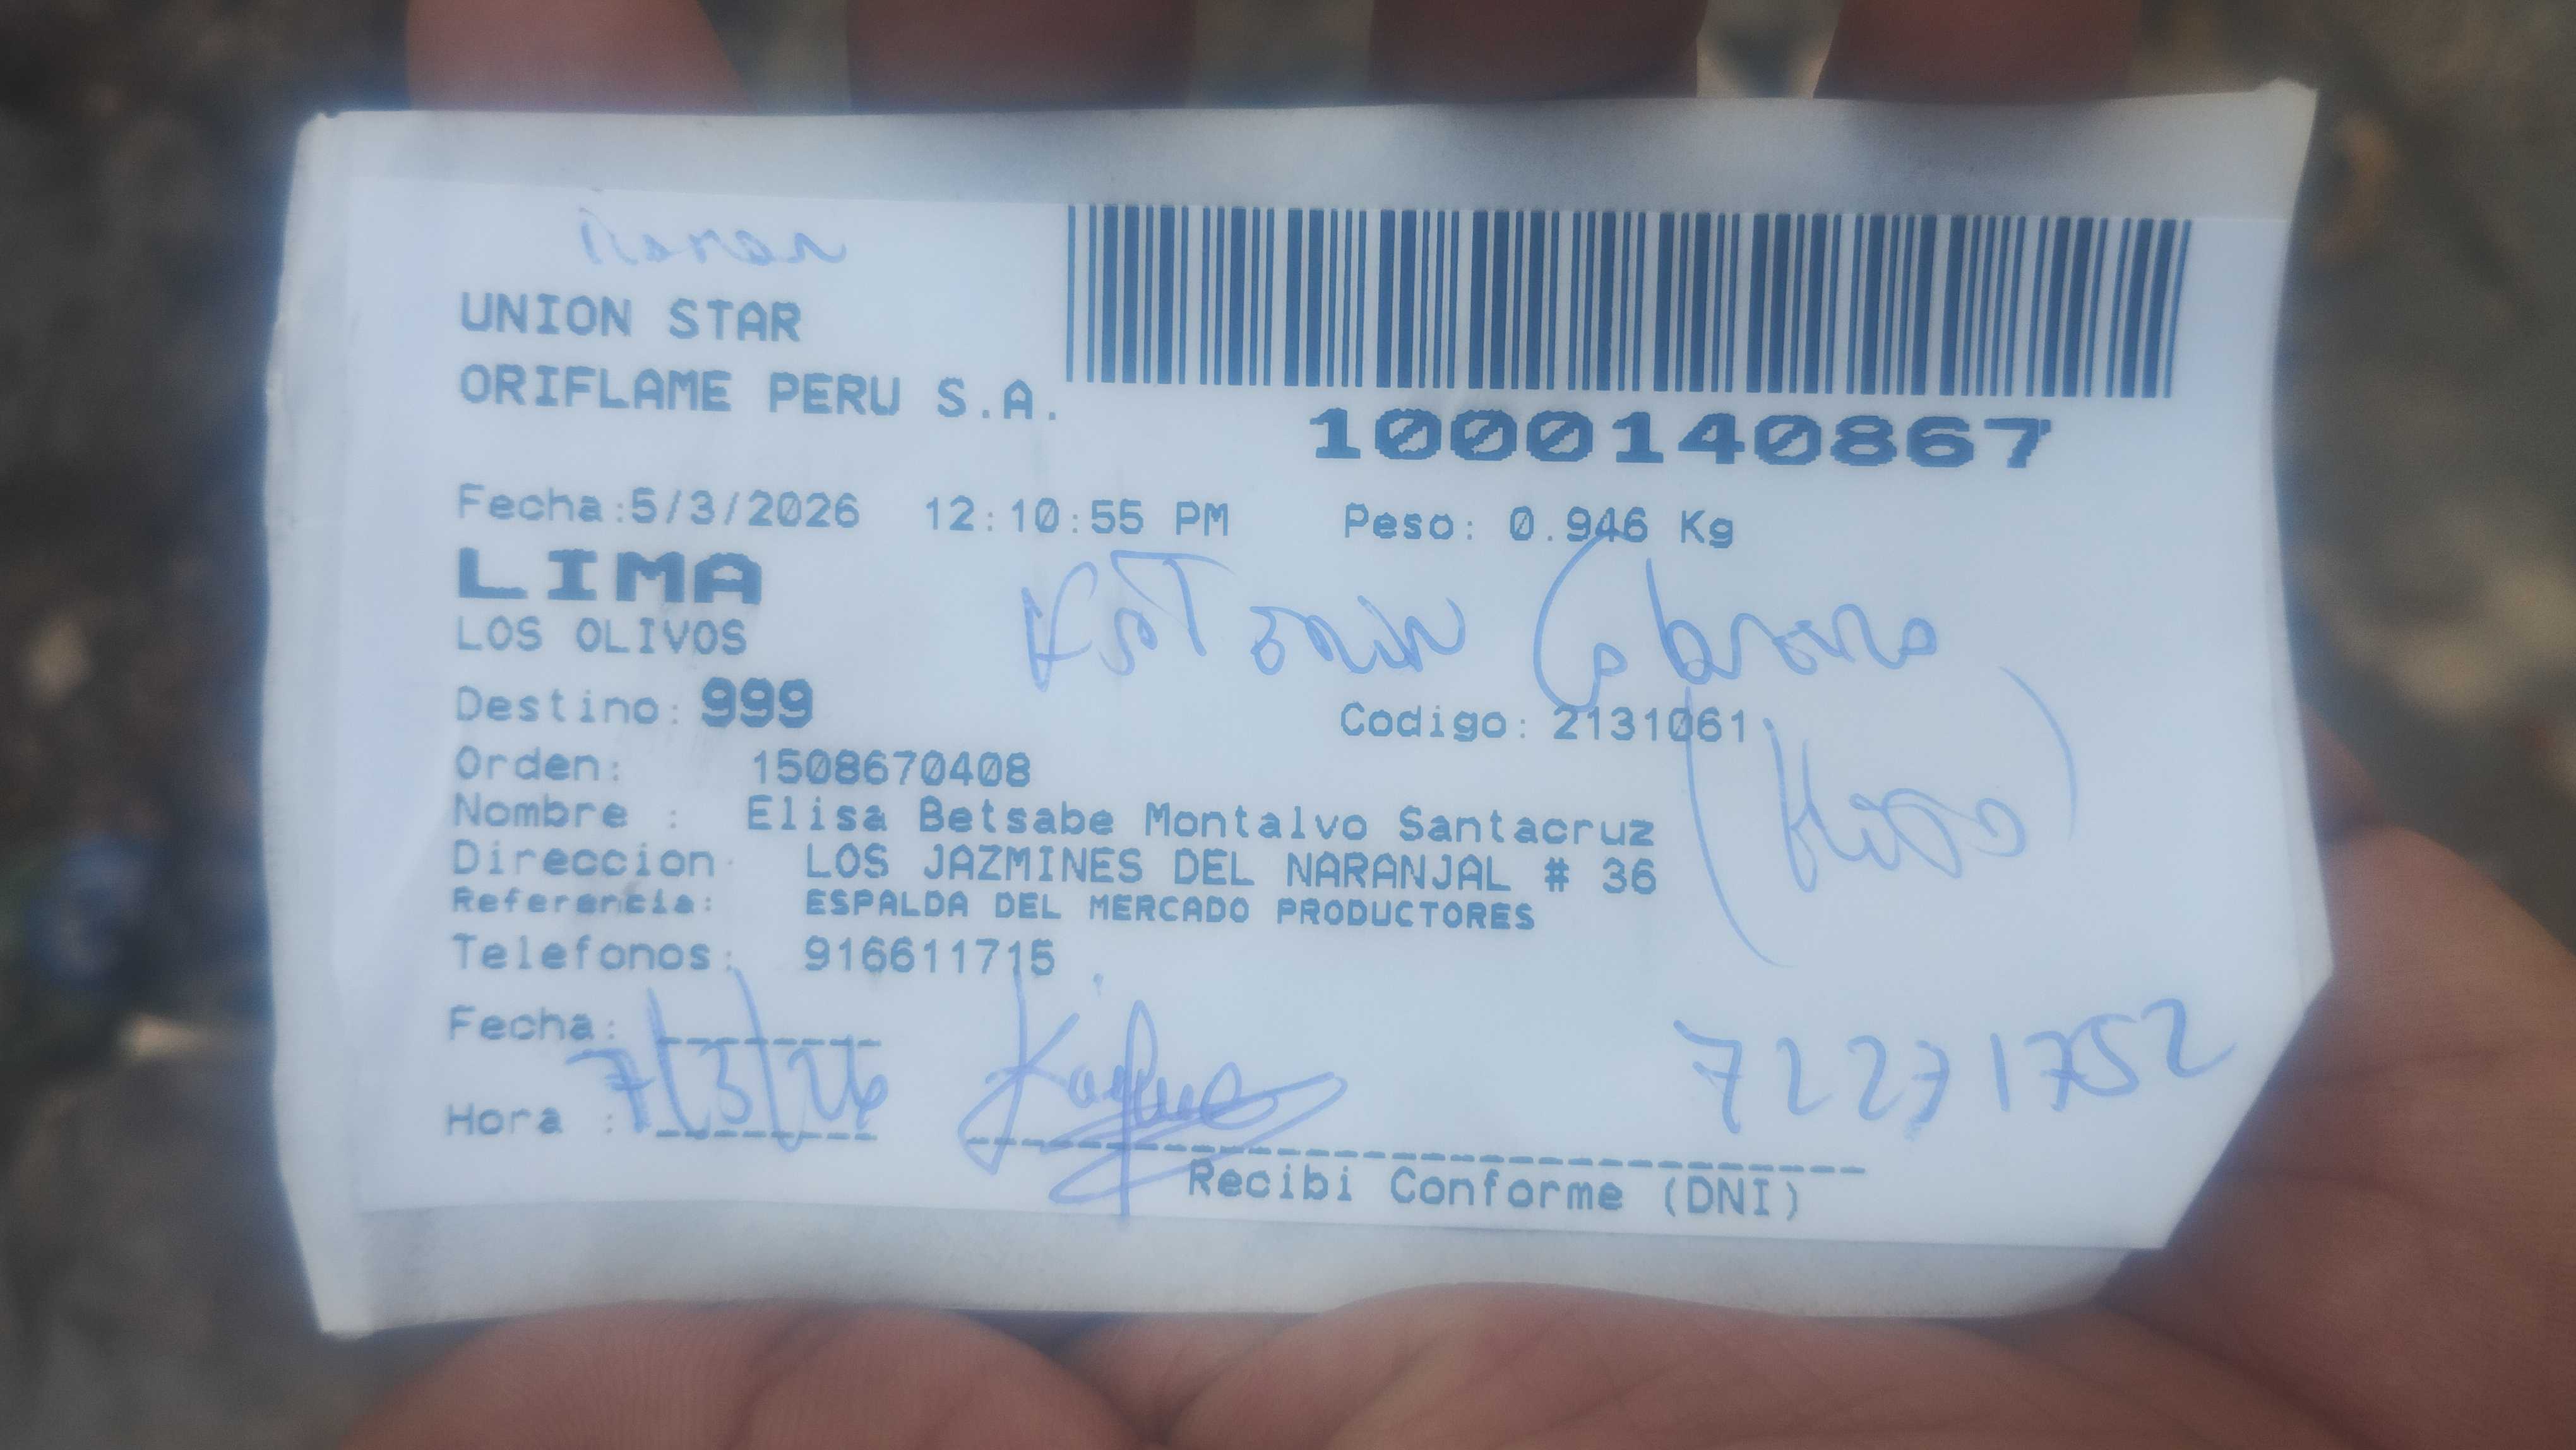 UNION STAR
ORIFLAME PERU S.A.
1000140867
Fecha:5/3/2026 12:10:55 PM Peso: 0.946 Kg
LIMA
LOS OLIVOS
Destino: 999 Codigo: 2131061
Orden: 1508670408
Nombre : Elisa Betsabe Montalvo Santacruz
Direccion LOS JAZMINES DEL NARANJAL # 36
Referencia: ESPALDA DEL MERCADO PRODUCTORES
Telefonos: 916611715
Fecha:
7/3/26 72271752
Hora :
Recibi Conforme (DNI)